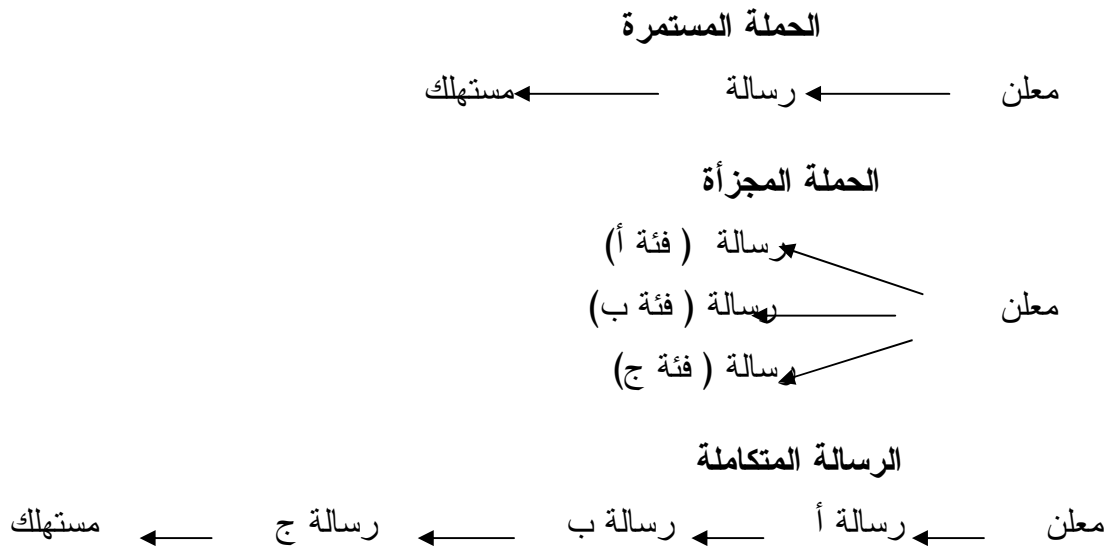 الحملة المستمرة
معلن رسالة مستهلك
الحملة المجزأة
رسالة ( فئة أ)
معلن رسالة ( فئة ب)
رسالة ( فئة ج)
الرسالة المتكاملة
معلن رسالة أ رسالة ب رسالة ج مستهلك